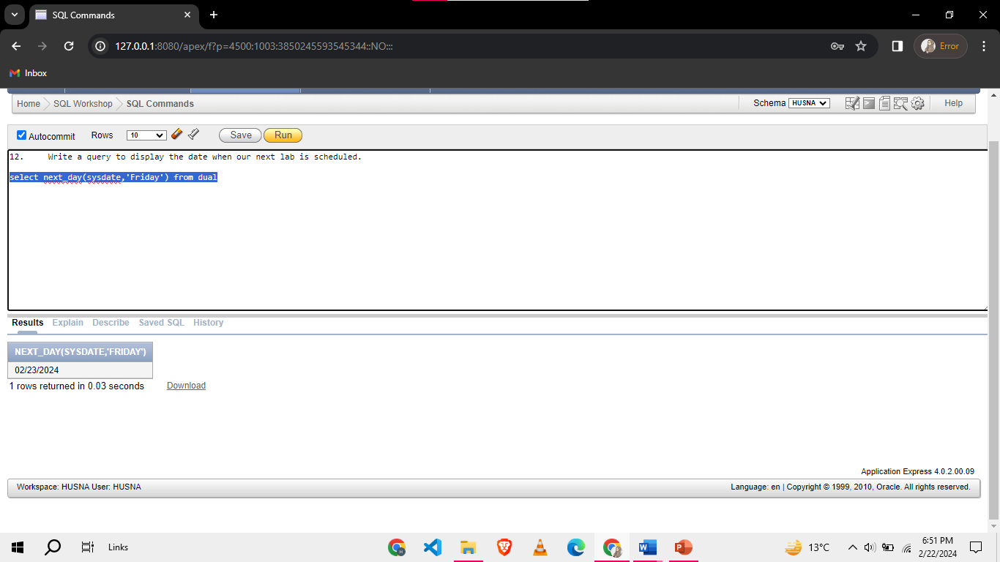 SQL Commands
127.0.0.1:8080/apex/f?p=4500:1003:3850245593545344::NO:::
Error
Inbox
Home SQL Workshop SQL Commands
Schema HUSNA Help
Autocommit Rows 10 Save Run
12. Write a query to display the date when our next lab is scheduled.
select next_day(sysdate,'Friday') from dual
Results Explain Describe Saved SQL History
NEXT_DAY(SYSDATE,'FRIDAY')
02/23/2024
1 rows returned in 0.03 seconds Download
Application Express 4.0.2.00.09
Workspace: HUSNA User: HUSNA
Language: en | Copyright © 1999, 2010, Oracle. All rights reserved.
Links
13°C
6:51 PM
2/22/2024